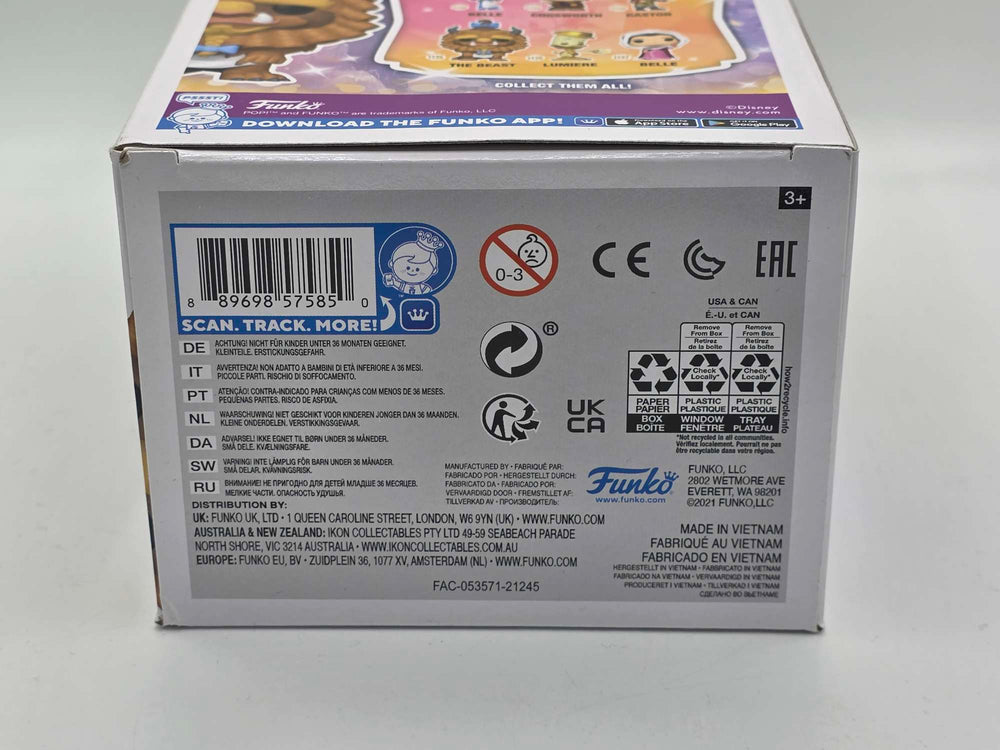 BELLE COGSWORTH CASTOR
THE BEAST LUMIERE BELLE
COLLECT THEM ALL!
PSSST!
Funko
POP!™ and FUNKO™ are trademarks of Funko, LLC
©Disney
www.disney.com
DOWNLOAD THE FUNKO APP!
App Store
Google Play
3+
8 89698 57585 0
SCAN. TRACK. MORE!
™
0-3
CE
EAC
®
UK
CA
USA & CAN
É.-U. et CAN
Remove From Box
Retirez de la boîte
Remove From Box
Retirez de la boîte
Check Locally*
Check Locally*
PAPER PAPIER
PLASTIC PLASTIQUE
PLASTIC PLASTIQUE
BOX BOÎTE
WINDOW FENÊTRE
TRAY PLATEAU
*Not recycled in all communities.
Vérifiez localement. Pourrait ne pas
être recyclable dans votre région.
how2recycle.info
DE ACHTUNG! NICHT FÜR KINDER UNTER 36 MONATEN GEEIGNET.
KLEINTEILE. ERSTICKUNGSGEFAHR.
IT AVVERTENZA! NON ADATTO A BAMBINI DI ETÀ INFERIORE A 36 MESI.
PICCOLE PARTI. RISCHIO DI SOFFOCAMENTO.
PT ATENÇÃO! CONTRA-INDICADO PARA CRIANÇAS COM MENOS DE 36 MESES.
PEQUENAS PARTES. RISCO DE ASFIXIA.
NL WAARSCHUWING! NIET GESCHIKT VOOR KINDEREN JONGER DAN 36 MAANDEN.
KLEINE ONDERDELEN. VERSTIKKINGSGEVAAR.
DA ADVARSEL! IKKE EGNET TIL BØRN UNDER 36 MÅNEDER.
SMÅ DELE. KVÆLNINGSFARE.
SW VARNING! INTE LÄMPLIG FÖR BARN UNDER 36 MÅNADER.
SMÅ DELAR. KVÄVNINGSRISK.
RU ВНИМАНИЕ! НЕ ПРИГОДНО ДЛЯ ДЕТЕЙ МЛАДШЕ 36 МЕСЯЦЕВ.
МЕЛКИЕ ЧАСТИ. ОПАСНОСТЬ УДУШЬЯ.
MANUFACTURED BY • FABRIQUÉ PAR:
FABRICADO POR • HERGESTELLT DURCH:
FABBRICATO DA • FABRICADO POR:
VERVAARDIGD DOOR • FREMSTILLET AF:
TILLVERKAD AV • ПРОИЗВОДИТЕЛЬ:
Funko
www.funko.com
FUNKO, LLC
2802 WETMORE AVE
EVERETT, WA 98201
©2021 FUNKO,LLC
DISTRIBUTION BY:
UK: FUNKO UK, LTD • 1 QUEEN CAROLINE STREET, LONDON, W6 9YN (UK) • WWW.FUNKO.COM
AUSTRALIA & NEW ZEALAND: IKON COLLECTABLES PTY LTD 49-59 SEABEACH PARADE
NORTH SHORE, VIC 3214 AUSTRALIA • WWW.IKONCOLLECTABLES.COM.AU
EUROPE: FUNKO EU, BV • ZUIDPLEIN 36, 1077 XV, AMSTERDAM (NL) • WWW.FUNKO.COM
MADE IN VIETNAM
FABRIQUÉ AU VIETNAM
FABRICADO EN VIETNAM
HERGESTELLT IN VIETNAM • FABBRICATO IN VIETNAM
FABRICADO NA VIETNAM • VERVAARDIGD IN VIETNAM
PRODUCERET I VIETNAM • TILLVERKAD I VIETNAM
СДЕЛАНО ВО ВЬЕТНАМЕ
FAC-053571-21245